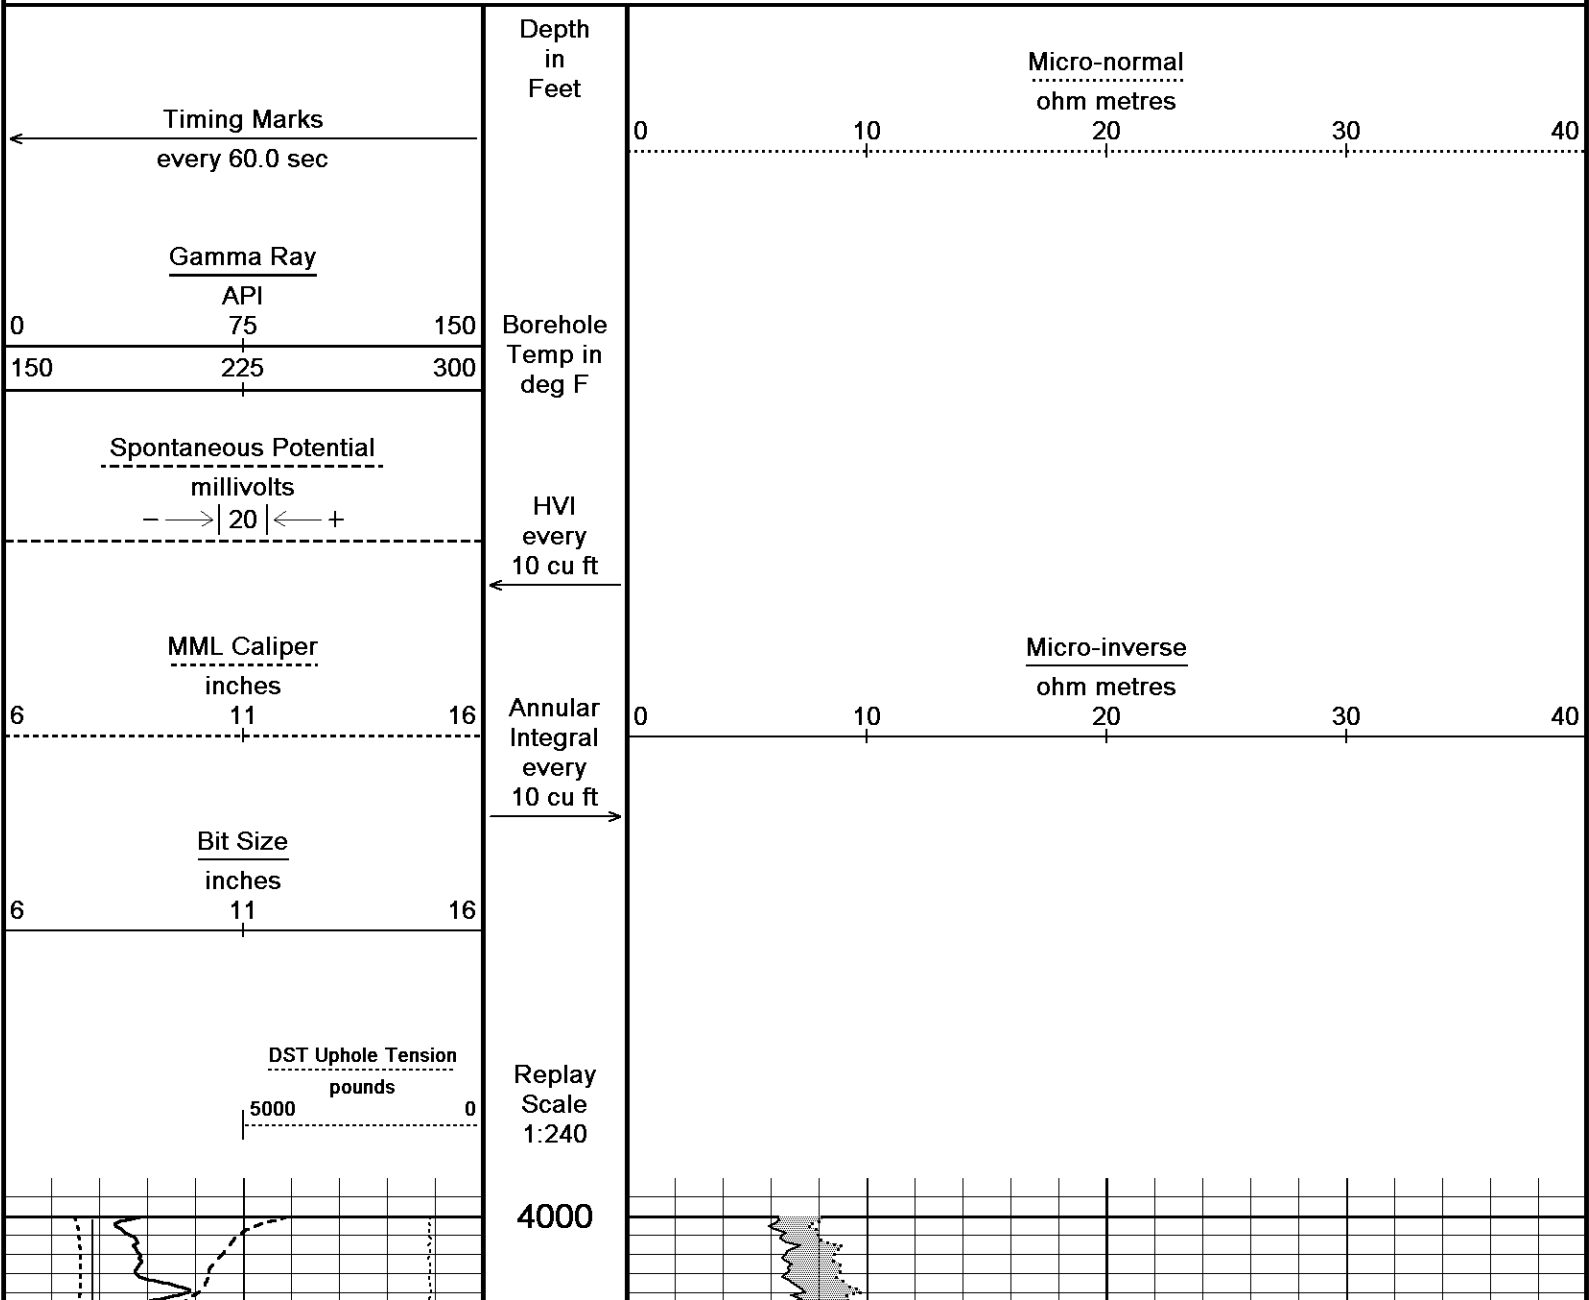 Timing Marks
every 60.0 sec
Gamma Ray
API
0 75 150
150 225 300
Spontaneous Potential
millivolts
− 20 +
MML Caliper
inches
6 11 16
Bit Size
inches
6 11 16
DST Uphole Tension
pounds
5000 0
Depth
in
Feet
Borehole
Temp in
deg F
HVI
every
10 cu ft
Annular
Integral
every
10 cu ft
Replay
Scale
1:240
4000
Micro-normal
ohm metres
0 10 20 30 40
Micro-inverse
ohm metres
0 10 20 30 40